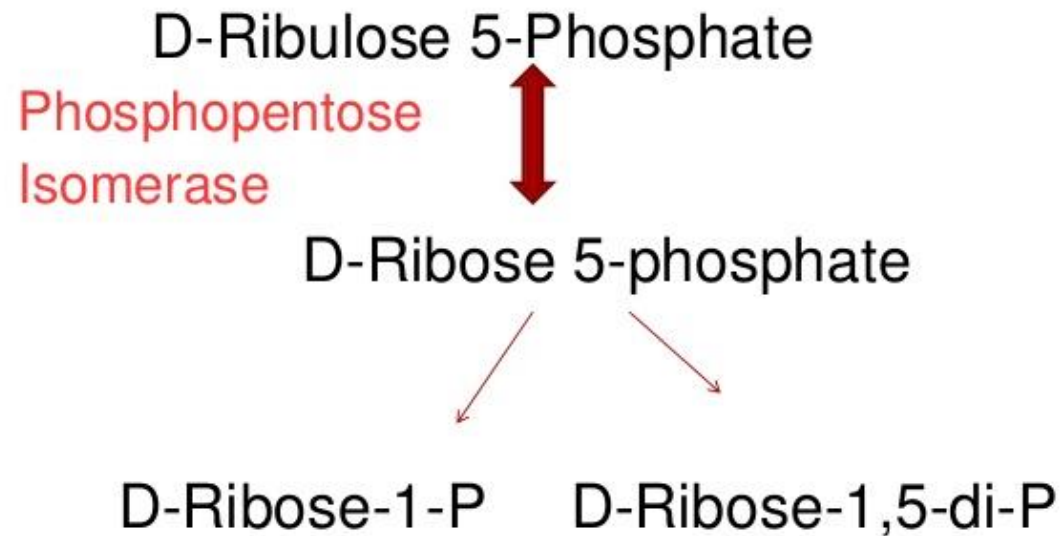 D-Ribulose 5-Phosphate
Phosphopentose
Isomerase
D-Ribose 5-phosphate
D-Ribose-1-P D-Ribose-1,5-di-P